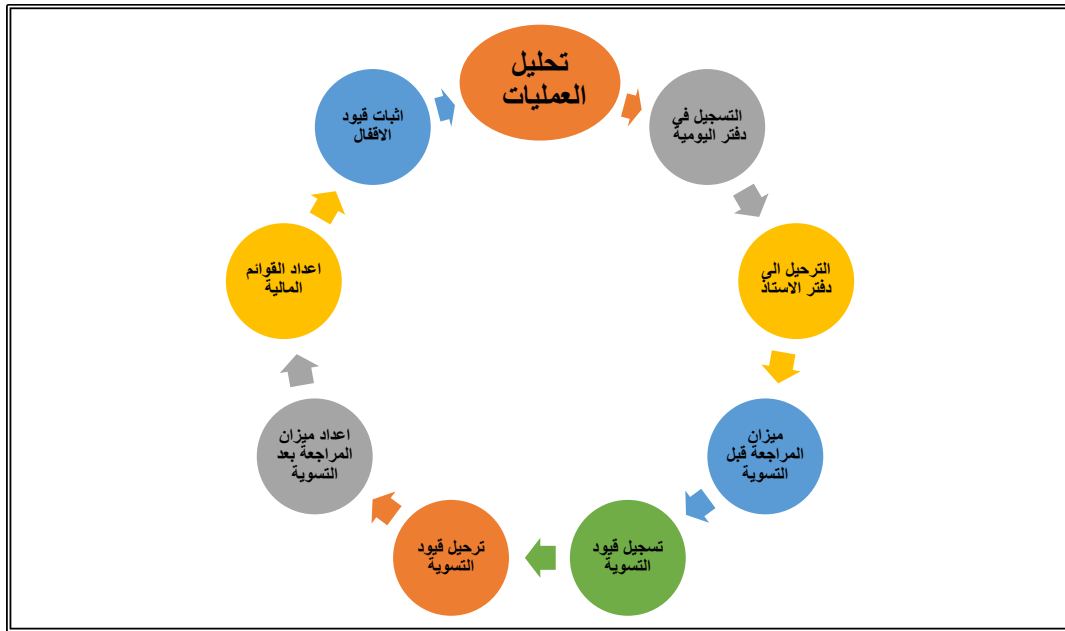 تحليل
العمليات
التسجيل في
دفتر اليومية
الترحيل الى
دفتر الاستاذ
ميزان
المراجعة قبل
التسوية
تسجيل قيود
التسوية
ترحيل قيود
التسوية
اعداد ميزان
المراجعة بعد
التسوية
اعداد القوائم
المالية
اثبات قيود
الاقفال